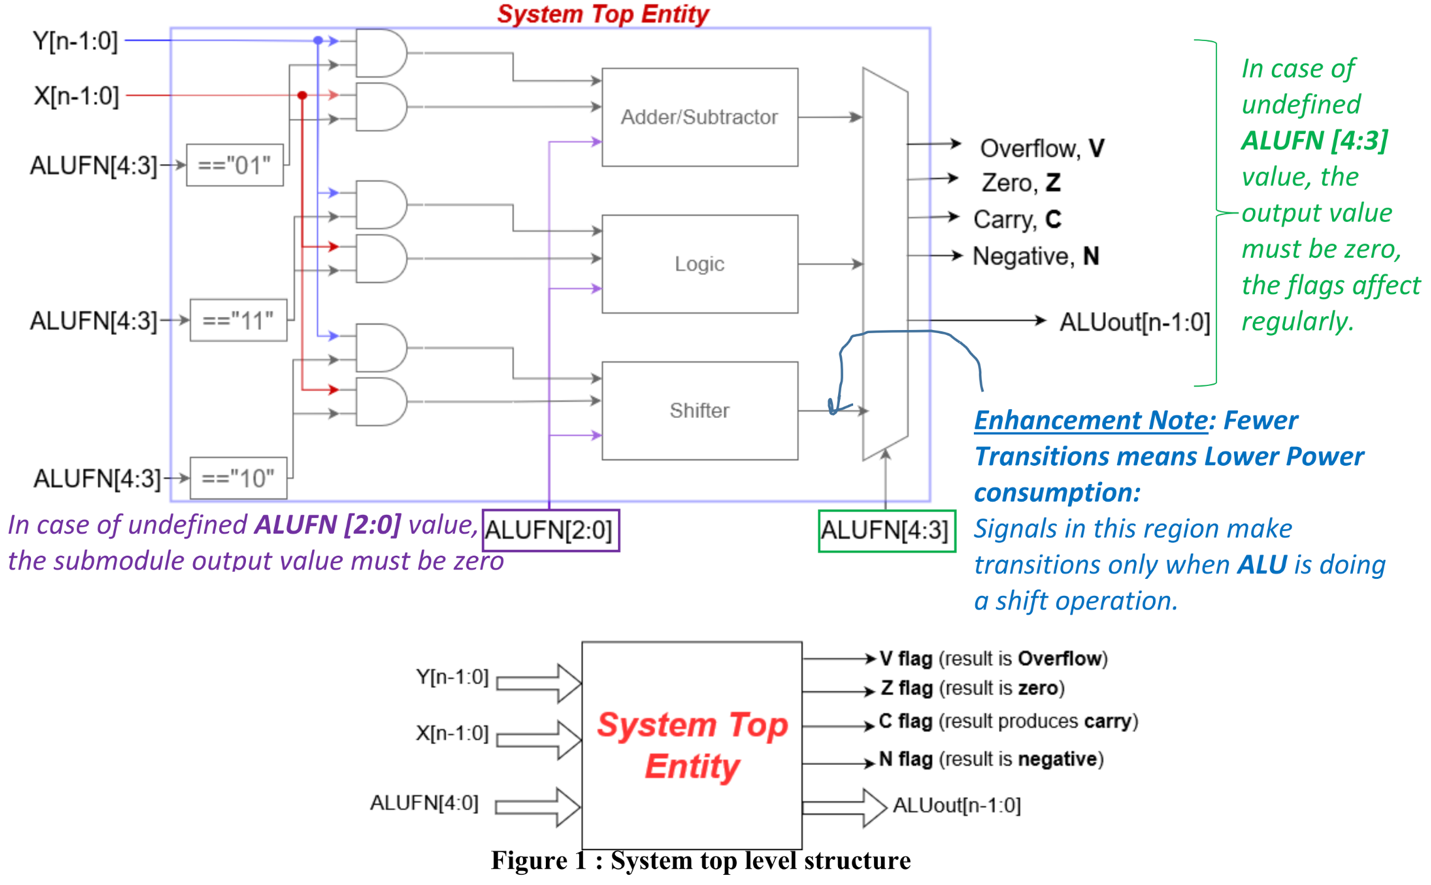 System Top Entity
Y[n-1:0]
X[n-1:0]
ALUFN[4:3]
=="01"
ALUFN[4:3]
=="11"
ALUFN[4:3]
=="10"
Adder/Subtractor
Logic
Shifter
Overflow, V
Zero, Z
Carry, C
Negative, N
ALUout[n-1:0]
In case of
undefined
ALUFN [4:3]
value, the
output value
must be zero,
the flags affect
regularly.
Enhancement Note: Fewer
Transitions means Lower Power
consumption:
Signals in this region make
transitions only when ALU is doing
a shift operation.
In case of undefined ALUFN [2:0] value,
the submodule output value must be zero
ALUFN[2:0]
ALUFN[4:3]
Y[n-1:0]
X[n-1:0]
ALUFN[4:0]
System Top
Entity
V flag (result is Overflow)
Z flag (result is zero)
C flag (result produces carry)
N flag (result is negative)
ALUout[n-1:0]
Figure 1 : System top level structure